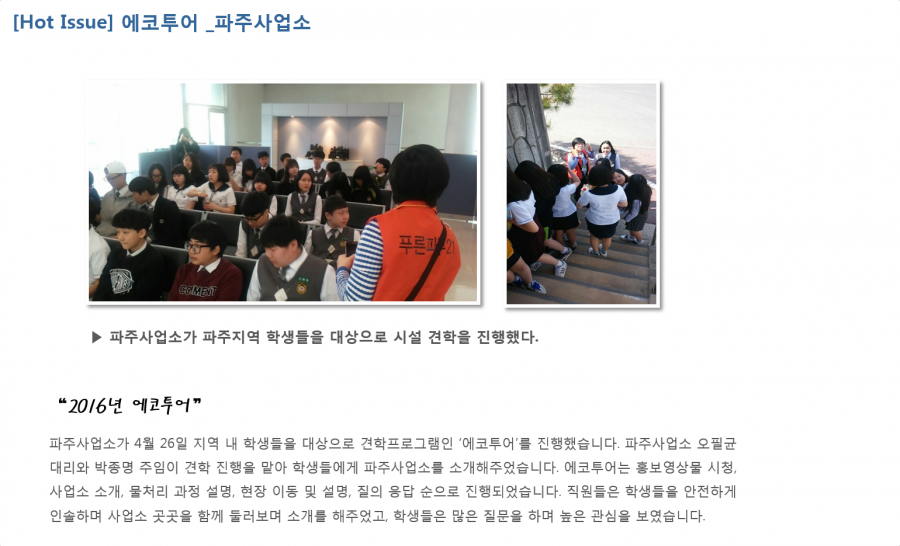 [Hot Issue] 에코투어 _파주사업소
푸른파주21
COMENT
▶ 파주사업소가 파주지역 학생들을 대상으로 시설 견학을 진행했다.
❝2016년 에코투어❞
파주사업소가 4월 26일 지역 내 학생들을 대상으로 견학프로그램인 ‘에코투어’를 진행했습니다. 파주사업소 오필균
대리와 박종명 주임이 견학 진행을 맡아 학생들에게 파주사업소를 소개해주었습니다. 에코투어는 홍보영상물 시청,
사업소 소개, 물처리 과정 설명, 현장 이동 및 설명, 질의 응답 순으로 진행되었습니다. 직원들은 학생들을 안전하게
인솔하며 사업소 곳곳을 함께 둘러보며 소개를 해주었고, 학생들은 많은 질문을 하며 높은 관심을 보였습니다.